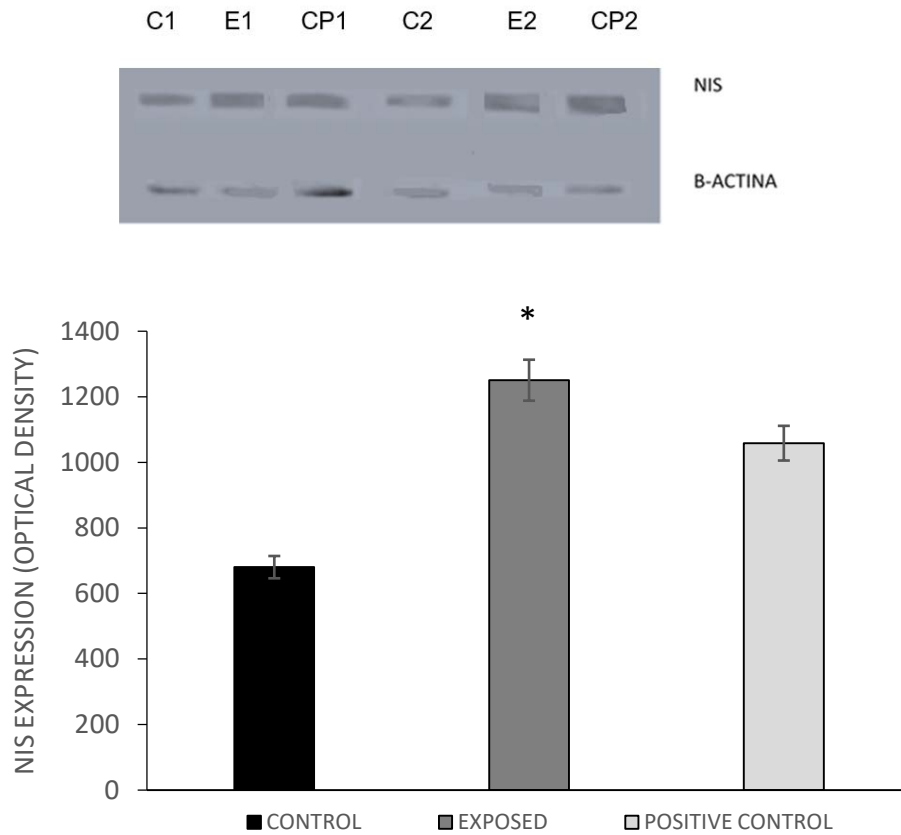 C1 E1 CP1 C2 E2 CP2
NIS
B-ACTINA
*
1400
1200
1000
800
600
400
200
0
NIS EXPRESSION (OPTICAL DENSITY)
CONTROL EXPOSED POSITIVE CONTROL